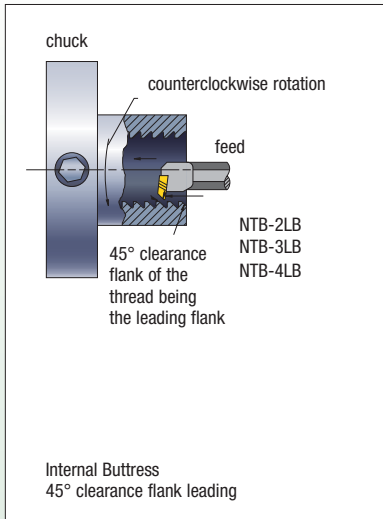 chuck
counterclockwise rotation
feed
NTB-2LB
NTB-3LB
NTB-4LB
45° clearance
flank of the
thread being
the leading flank
Internal Buttress
45° clearance flank leading